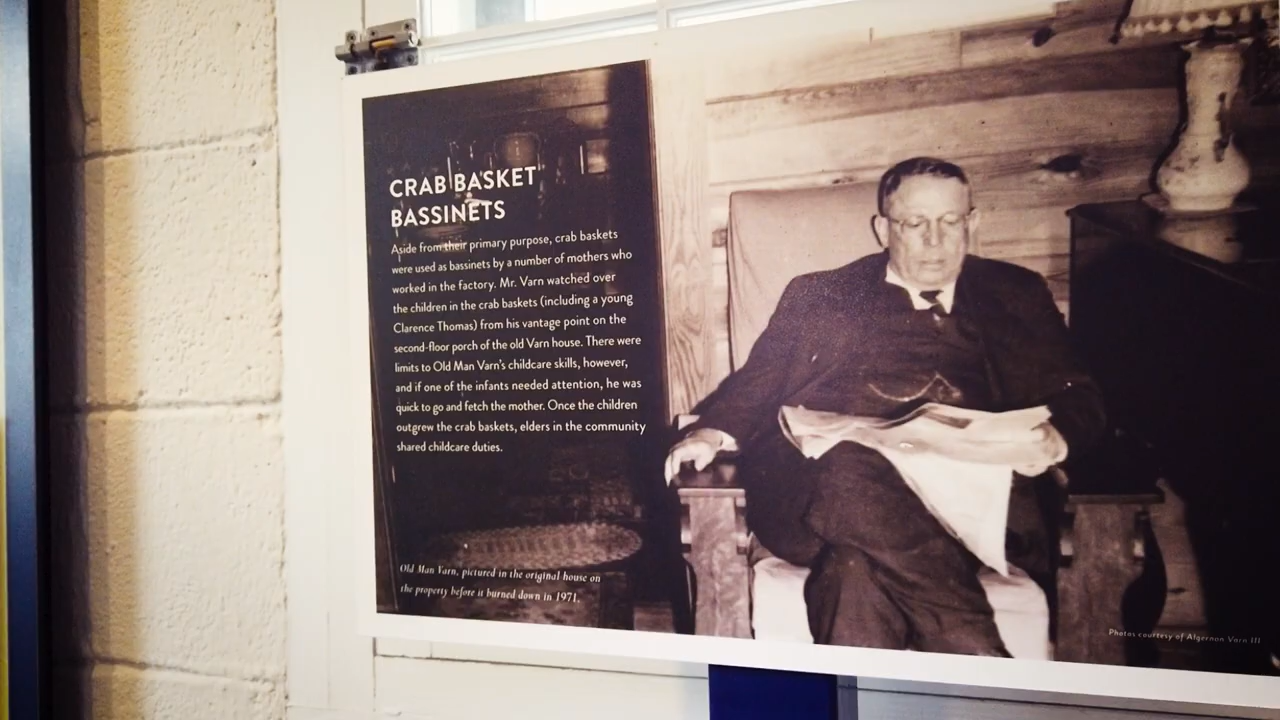 CRAB BASKET
BASSINETS
Aside from their primary purpose, crab baskets
were used as bassinets by a number of mothers who
worked in the factory. Mr. Varn watched over
the children in the crab baskets (including a young
Clarence Thomas) from his vantage point on the
second-floor porch of the old Varn house. There were
limits to Old Man Varn's childcare skills, however,
and if one of the infants needed attention, he was
quick to go and fetch the mother. Once the children
outgrew the crab baskets, elders in the community
shared childcare duties.
Old Man Varn, pictured in the original house on
the property before it burned down in 1971.
Photos courtesy of Algernon Varn III